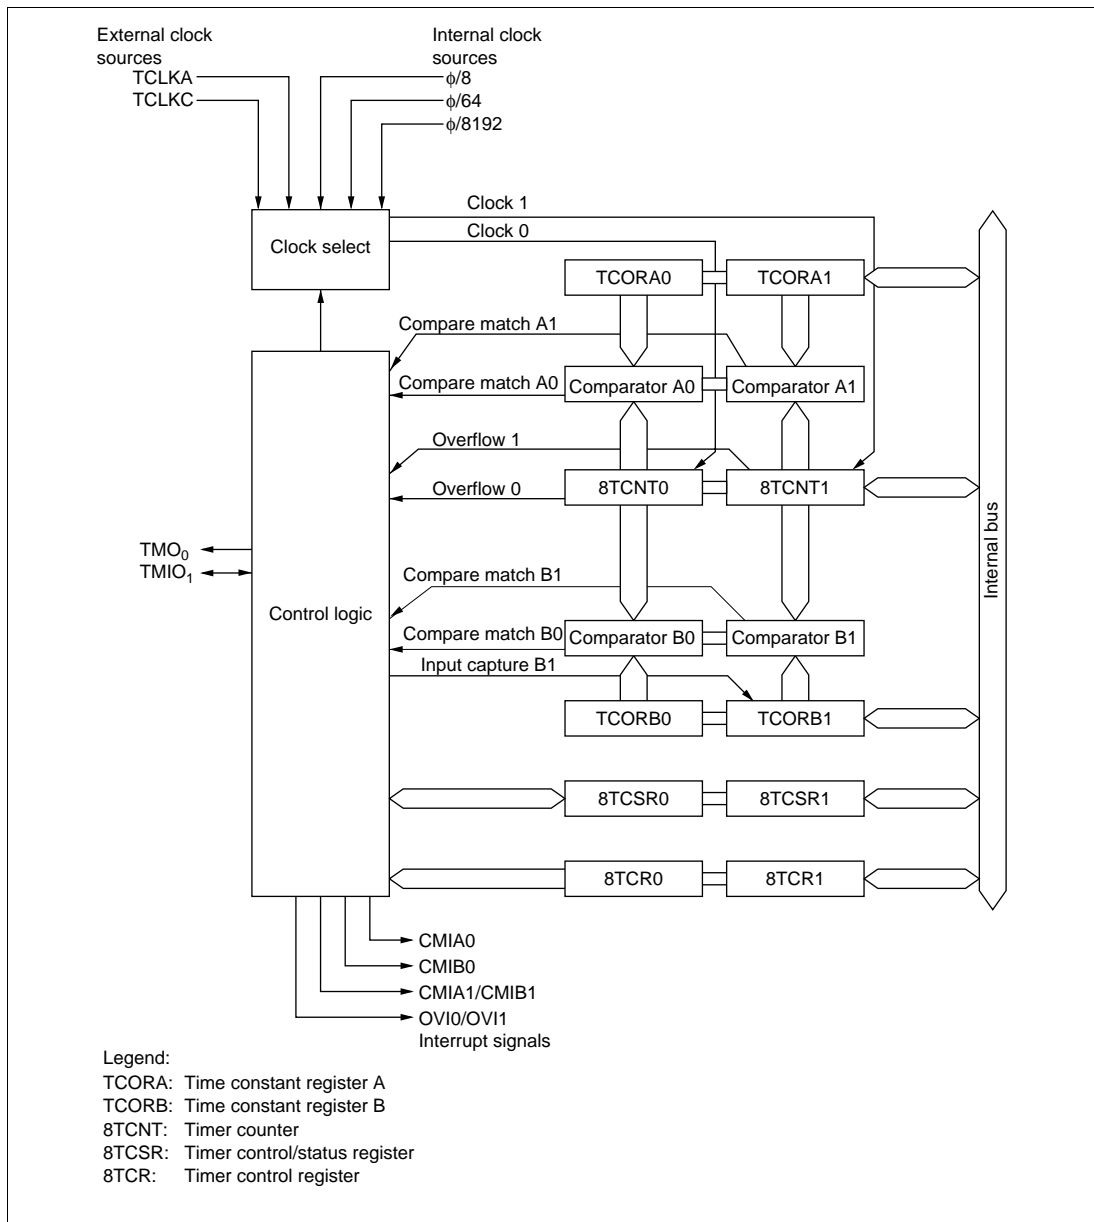 External clock
sources
TCLKA
TCLKC
Internal clock
sources
ϕ/8
ϕ/64
ϕ/8192
Clock 1
Clock 0
Clock select
TCORA0
TCORA1
Compare match A1
Compare match A0
Comparator A0
Comparator A1
Overflow 1
Overflow 0
8TCNT0
8TCNT1
Internal bus
TMO0
TMIO1
Control logic
Compare match B1
Compare match B0
Comparator B0
Comparator B1
Input capture B1
TCORB0
TCORB1
8TCSR0
8TCSR1
8TCR0
8TCR1
CMIA0
CMIB0
CMIA1/CMIB1
OVI0/OVI1
Interrupt signals
Legend:
TCORA: Time constant register A
TCORB: Time constant register B
8TCNT: Timer counter
8TCSR: Timer control/status register
8TCR: Timer control register